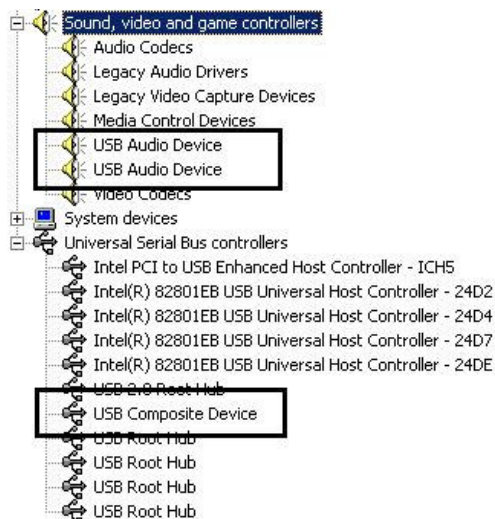 Sound, video and game controllers
Audio Codecs
Legacy Audio Drivers
Legacy Video Capture Devices
Media Control Devices
USB Audio Device
USB Audio Device
Video Codecs
System devices
Universal Serial Bus controllers
Intel PCI to USB Enhanced Host Controller - ICH5
Intel(R) 82801EB USB Universal Host Controller - 24D2
Intel(R) 82801EB USB Universal Host Controller - 24D4
Intel(R) 82801EB USB Universal Host Controller - 24D7
Intel(R) 82801EB USB Universal Host Controller - 24DE
USB 2.0 Root Hub
USB Composite Device
USB Root Hub
USB Root Hub
USB Root Hub
USB Root Hub